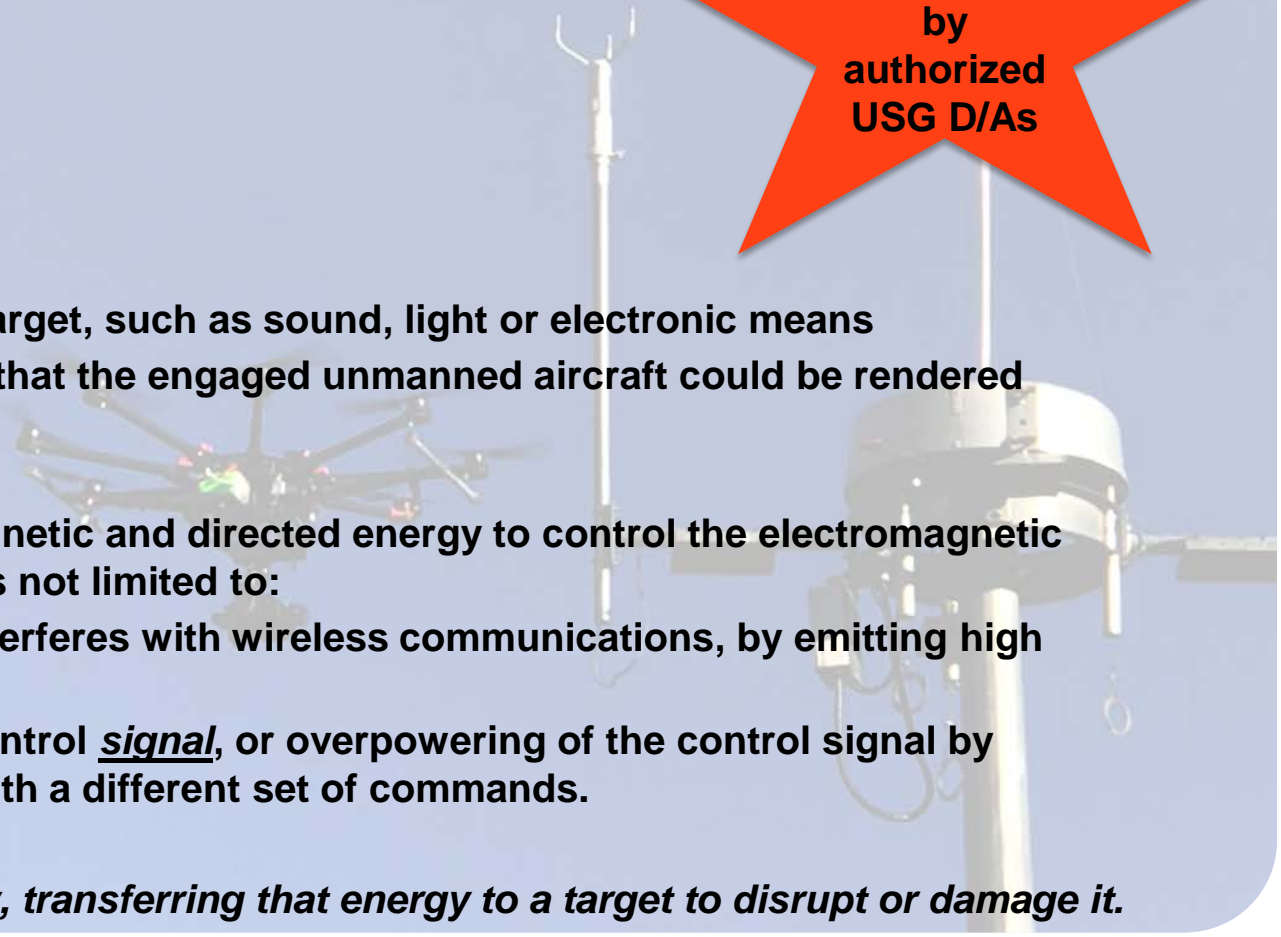 by
authorized
USG D/As
arget, such as sound, light or electronic means
that the engaged unmanned aircraft could be rendered
netic and directed energy to control the electromagnetic
s not limited to:
erferes with wireless communications, by emitting high
ntrol signal, or overpowering of the control signal by
th a different set of commands.
, transferring that energy to a target to disrupt or damage it.